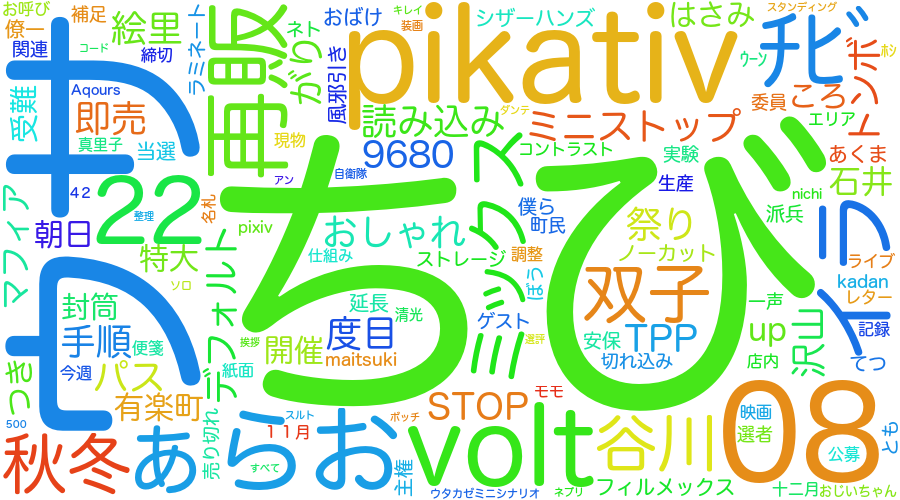 お呼び
補足
僚一
絵里
関連
締切
コード
ラミネート
再販
がり
ネト
おばけ
装画
キレイ
pikativ
シザーハンズ
はさみ
スタンディング
チビ
ウーン
委員
ころ
トンボ
ホシ
サークル
Aqours
受難
即売
真里子
当選
風邪引き
現物
読み込み
ダンテ
ミニストップ
エリア
あくま
9680
コントラスト
実験
アン
自衛隊
生産
nichi
石井
42
22
整理
名札
ちび
ミックス
僕ら
町民
派兵
イラ
マフィア
朝日
pixiv
おしゃれ
祭り
ノーカット
ライブ
特大
デフォルト
仕組み
ストレージ
調整
ぼう
双子
kadan
レター
ソロ
封筒
延長
清光
一声
記録
手順
便箋
度目
ゲスト
安保
TPP
up
沢山
開催
挨拶
maitsuki
選評
切れ込み
店内
てつ
今週
紙面
つき
パス
有楽町
STOP
モモ
08
映画
選者
とも
500
スルト
ポッチ
売り切れ
11月
秋冬
あらお
volt
谷川
公募
すべて
主権
フィルメックス
ウタカゼミニシナリオ
ネプリ
十二月
おじいちゃん